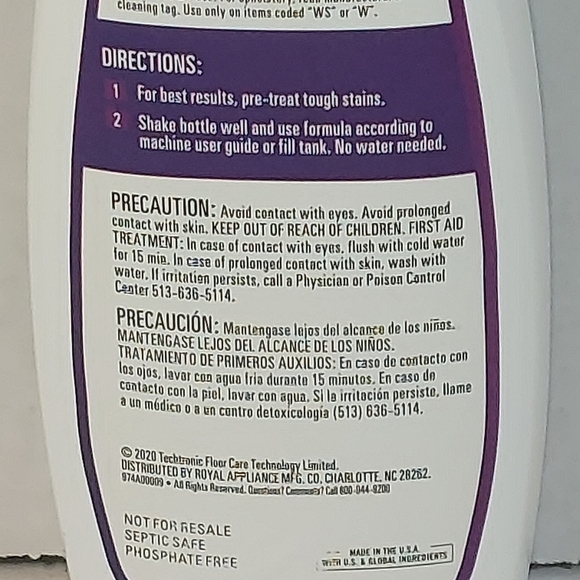 cleaning tag. Use only on items coded "WS" or "W".
DIRECTIONS:
1 For best results, pre-treat tough stains.
2 Shake bottle well and use formula according to
machine user guide or fill tank. No water needed.
PRECAUTION: Avoid contact with eyes. Avoid prolonged
contact with skin. KEEP OUT OF REACH OF CHILDREN. FIRST AID
TREATMENT: In case of contact with eyes, flush with cold water
for 15 min. In case of prolonged contact with skin, wash with
water. If irritation persists, call a Physician or Poison Control
Center 513-636-5114.
PRECAUCIÓN: Mantengase lejos del alcance de los niños.
MANTENGASE LEJOS DEL ALCANCE DE LOS NIÑOS.
TRATAMIENTO DE PRIMEROS AUXILIOS: En caso de contacto con
los ojos, lavar con agua fria durante 15 minutos. En caso de
contacto con la piel, lavar con agua. Si la irritación persiste, llame
a un médico o a un centro detoxicología (513) 636-5114.
© 2020 Techtronic Floor Care Technology Limited.
DISTRIBUTED BY ROYAL APPLIANCE MFG. CO. CHARLOTTE, NC 28262.
974A00009 • All Rights Reserved. Questions? Comments? Call 800-944-9200
NOT FOR RESALE
SEPTIC SAFE
PHOSPHATE FREE
MADE IN THE U.S.A.
WITH U.S. & GLOBAL INGREDIENTS